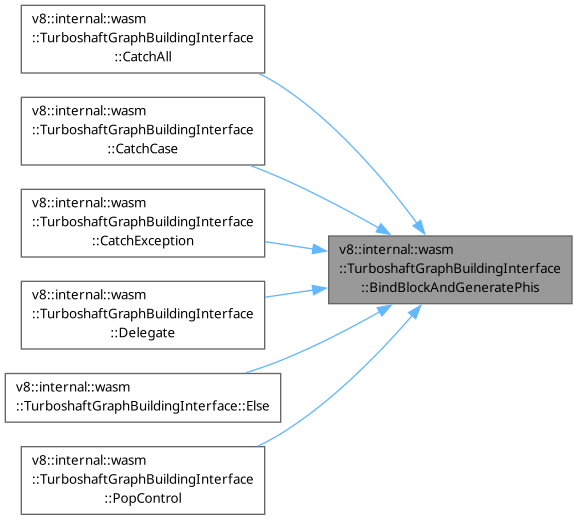 v8::internal::wasm
::TurboshaftGraphBuildingInterface
::CatchAll
v8::internal::wasm
::TurboshaftGraphBuildingInterface
::CatchCase
v8::internal::wasm
::TurboshaftGraphBuildingInterface
::CatchException
v8::internal::wasm
::TurboshaftGraphBuildingInterface
::BindBlockAndGeneratePhis
v8::internal::wasm
::TurboshaftGraphBuildingInterface
::Delegate
v8::internal::wasm
::TurboshaftGraphBuildingInterface::Else
v8::internal::wasm
::TurboshaftGraphBuildingInterface
::PopControl